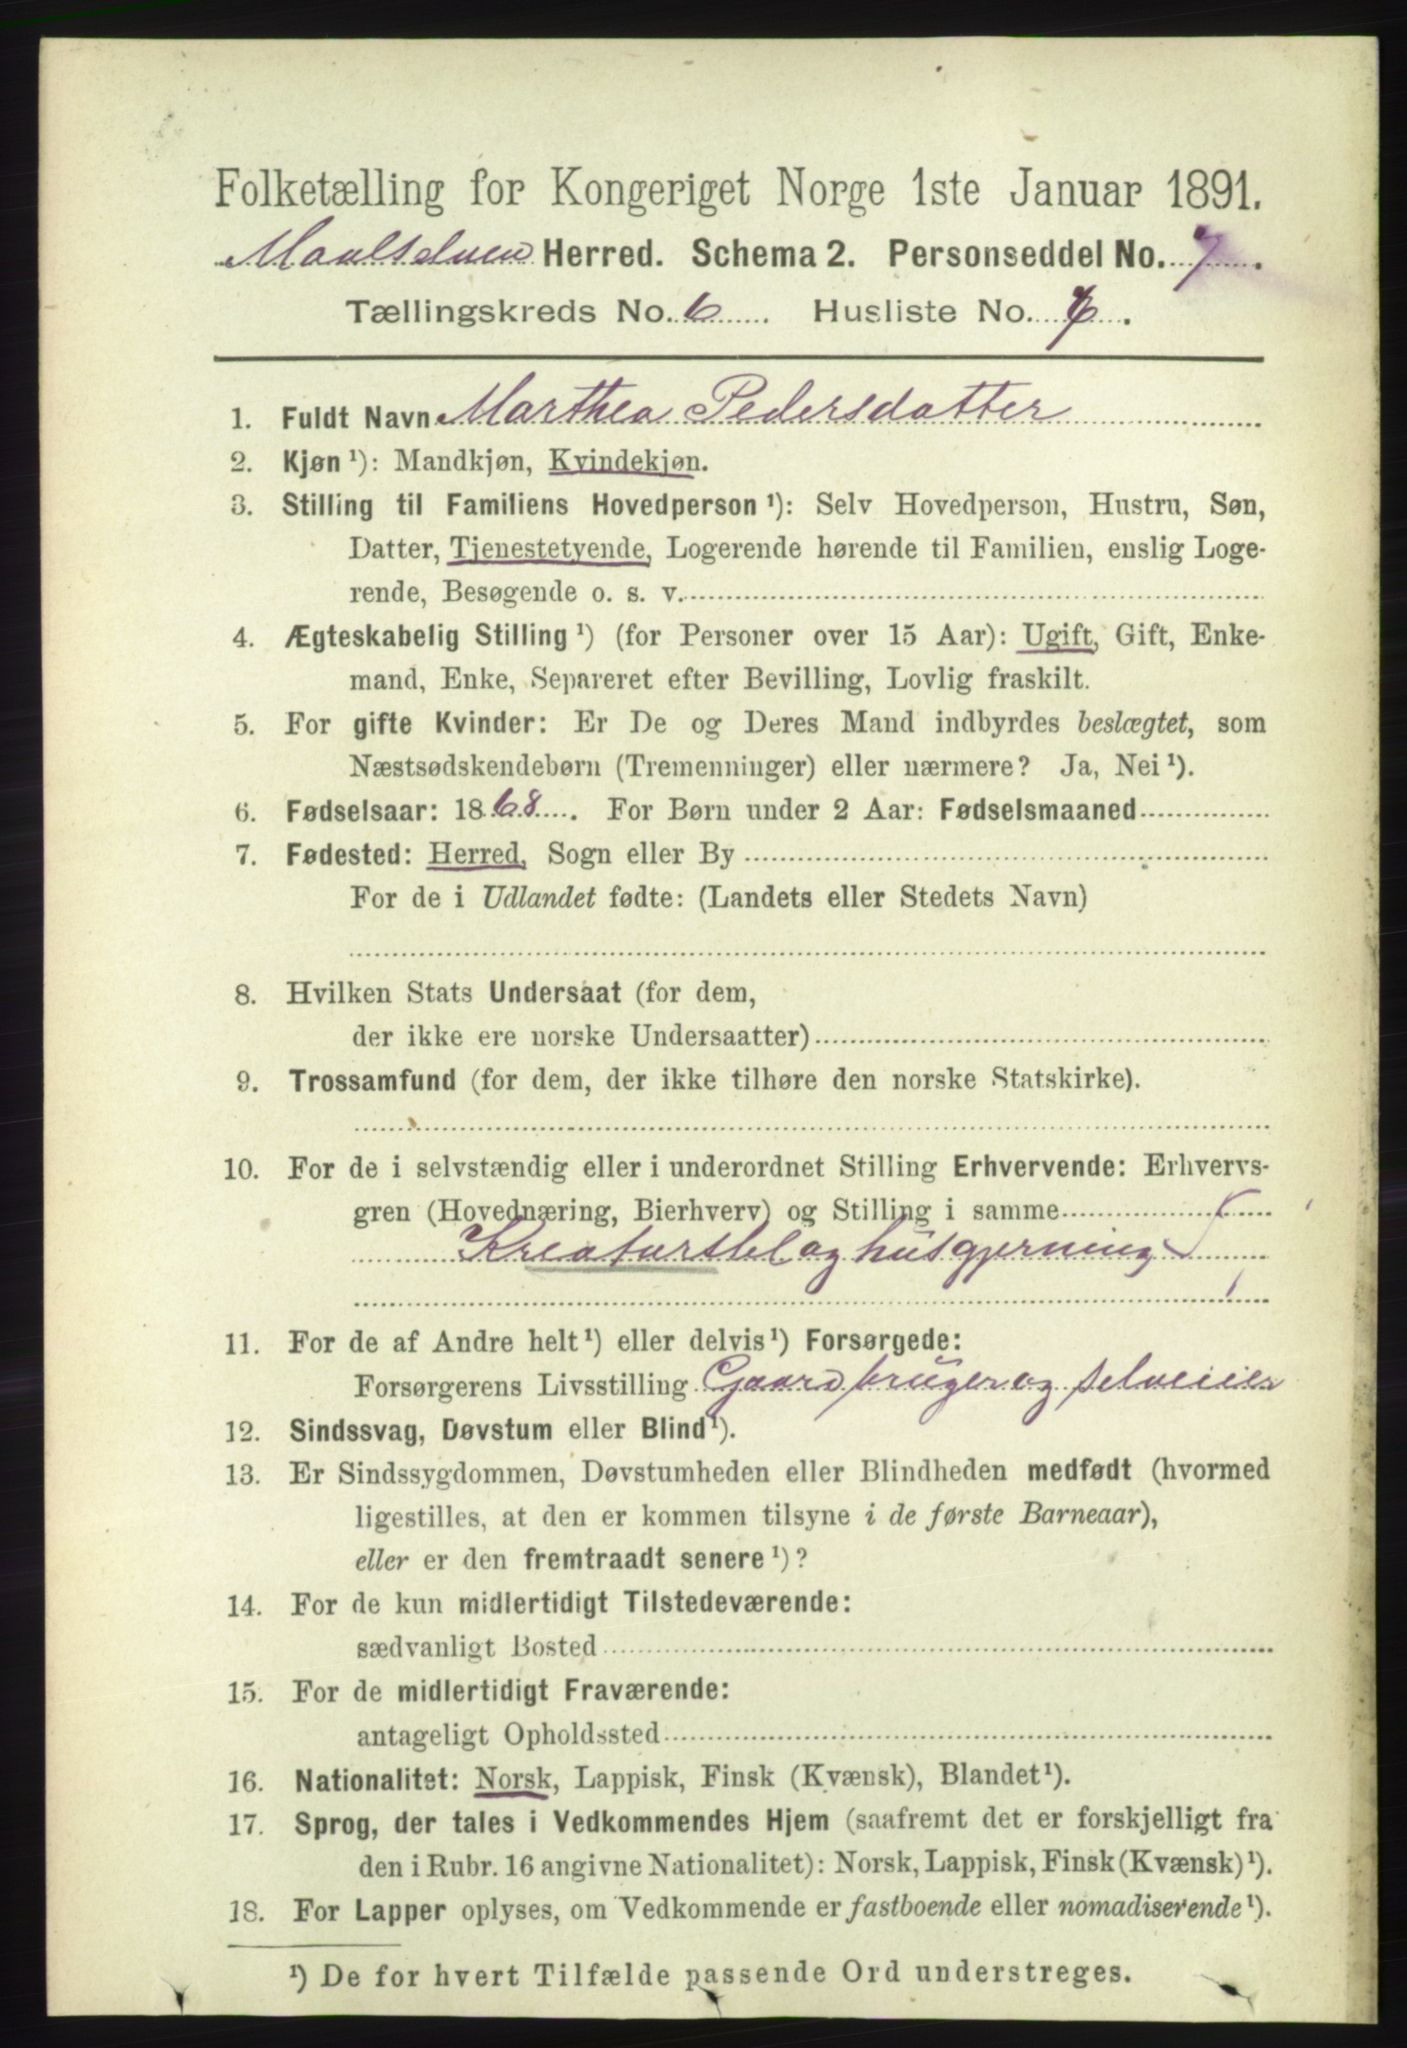 Folketælling for Kongeriget Norge 1ste Januar 1891.
Maalselven Herred. Schema 2. Personseddel No. 7.
Tællingskreds No. 6. Husliste No. .
1. Fuldt Navn Marthea Pedersdatter
2. Kjøn ¹): Mandkjøn, Kvindekjøn.
3. Stilling til Familiens Hovedperson ¹): Selv Hovedperson, Hustru, Søn,
Datter, Tjenestetyende, Logerende hørende til Familien, enslig Loge-
rende, Besøgende o. s. v.
4. Ægteskabelig Stilling ¹) (for Personer over 15 Aar): Ugift, Gift, Enke-
mand, Enke, Separeret efter Bevilling, Lovlig fraskilt.
5. For gifte Kvinder: Er De og Deres Mand indbyrdes beslægtet, som
Næstsødskendebørn (Tremenninger) eller nærmere? Ja, Nei ¹).
6. Fødselsaar: 1868. For Børn under 2 Aar: Fødselsmaaned
7. Fødested: Herred, Sogn eller By
For de i Udlandet fødte: (Landets eller Stedets Navn)
8. Hvilken Stats Undersaat (for dem,
der ikke ere norske Undersaatter)
9. Trossamfund (for dem, der ikke tilhøre den norske Statskirke).
10. For de i selvstændig eller i underordnet Stilling Erhvervende: Erhvervs-
gren (Hovednæring, Bierhverv) og Stilling i samme
Kreaturstel og husgjerning
11. For de af Andre helt ¹) eller delvis ¹) Forsørgede:
Forsørgerens Livsstilling Gaardbruger og selveier
12. Sindssvag, Døvstum eller Blind ¹).
13. Er Sindssygdommen, Døvstumheden eller Blindheden medfødt (hvormed
ligestilles, at den er kommen tilsyne i de første Barneaar),
eller er den fremtraadt senere ¹)?
14. For de kun midlertidigt Tilstedeværende:
sædvanligt Bosted
15. For de midlertidigt Fraværende:
antageligt Opholdssted
16. Nationalitet: Norsk, Lappisk, Finsk (Kvænsk), Blandet ¹).
17. Sprog, der tales i Vedkommendes Hjem (saafremt det er forskjelligt fra
den i Rubr. 16 angivne Nationalitet): Norsk, Lappisk, Finsk (Kvænsk) ¹).
18. For Lapper oplyses, om Vedkommende er fastboende eller nomadiserende ¹).
¹) De for hvert Tilfælde passende Ord understreges.